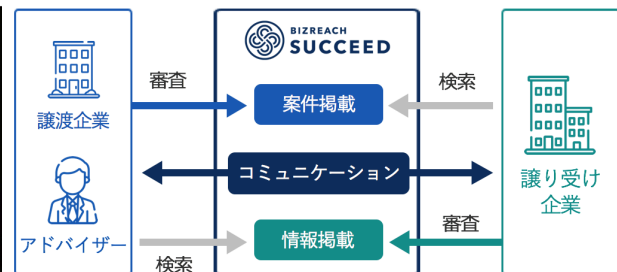 BIZREACH
SUCCEED
審査
案件掲載
検索
譲渡企業
コミュニケーション
譲り受け
企業
アドバイザー
検索
情報掲載
審査